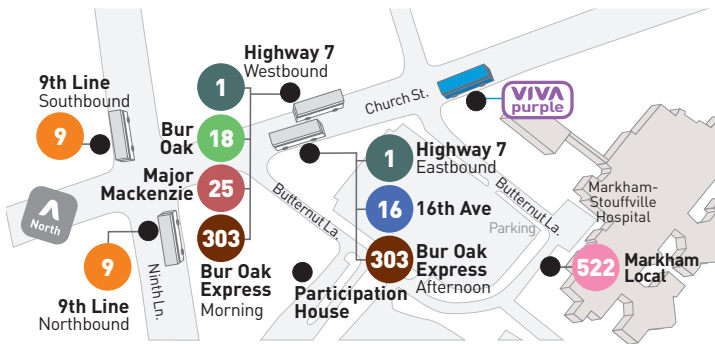 9th Line
Southbound
9
Highway 7
Westbound
1
Bur
Oak
18
Major
Mackenzie
25
303
Bur Oak
Express
Morning
Church St.
VIVA
purple
1
Highway 7
Eastbound
16
16th Ave
303
Bur Oak
Express
Afternoon
Butternut La.
Butternut La.
Parking
Markham-
Stouffville
Hospital
522
Markham
Local
Participation
House
North
9
9th Line
Northbound
Ninth Ln.